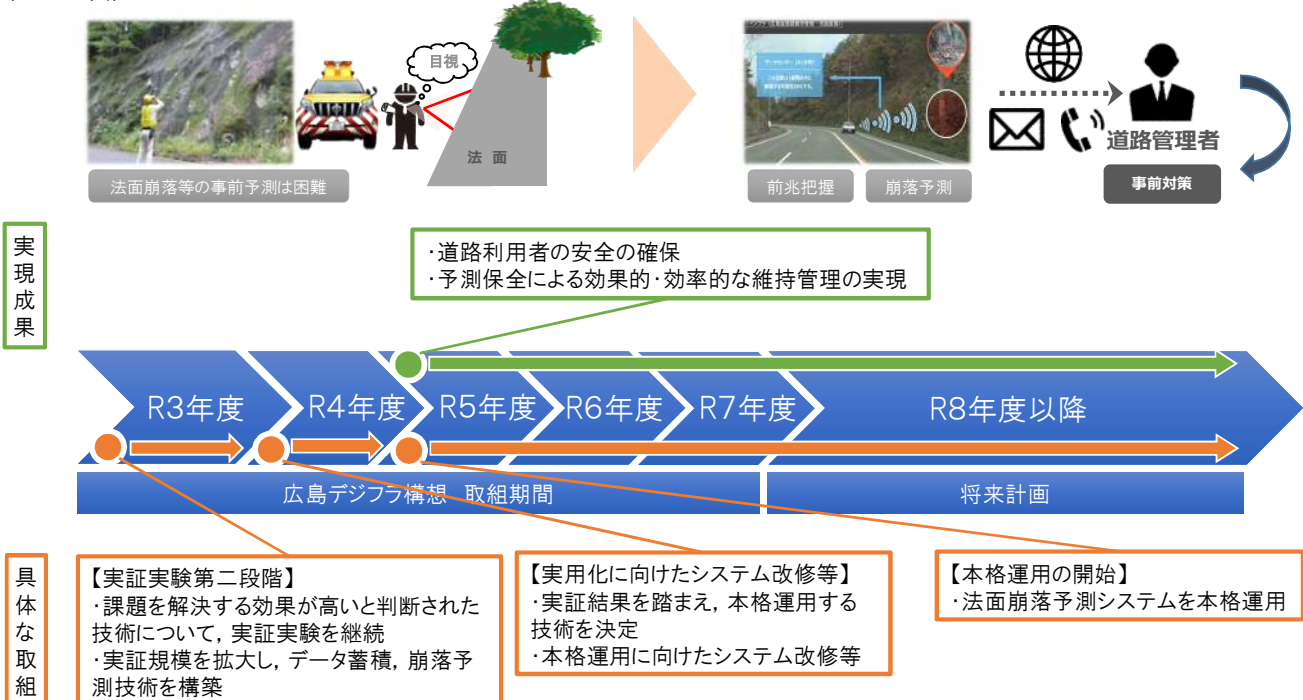 目視
法 面
法面崩落等の事前予測は困難
前兆把握
崩落予測
道路管理者
事前対策
実現成果
・道路利用者の安全の確保
・予測保全による効果的・効率的な維持管理の実現
R3年度
R4年度
R5年度
R6年度
R7年度
R8年度以降
広島デジフラ構想 取組期間
将来計画
具体な取組
【実証実験第二段階】
・課題を解決する効果が高いと判断された
技術について，実証実験を継続
・実証規模を拡大し，データ蓄積，崩落予
測技術を構築
【実用化に向けたシステム改修等】
・実証結果を踏まえ，本格運用する
技術を決定
・本格運用に向けたシステム改修等
【本格運用の開始】
・法面崩落予測システムを本格運用